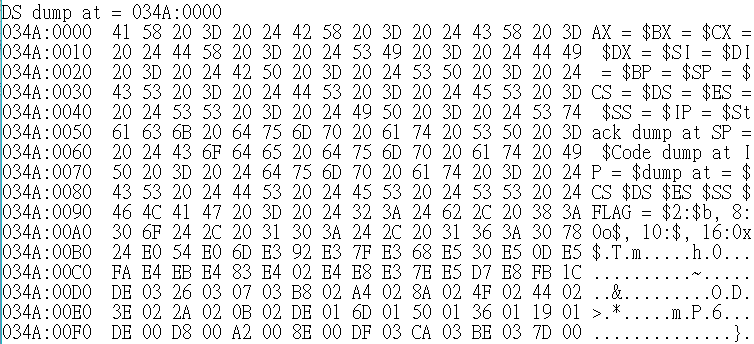 DS dump at = 034A:0000
034A:0000 41 58 20 3D 20 24 42 58 20 3D 20 24 43 58 20 3D AX = $BX = $CX =
034A:0010 20 24 44 58 20 3D 20 24 53 49 20 3D 20 24 44 49 $DX = $SI = $DI
034A:0020 20 3D 20 24 42 50 20 3D 20 24 53 50 20 3D 20 24 = $BP = $SP = $
034A:0030 43 53 20 3D 20 24 44 53 20 3D 20 24 45 53 20 3D CS = $DS = $ES =
034A:0040 20 24 53 53 20 3D 20 24 49 50 20 3D 20 24 53 74 $SS = $IP = $St
034A:0050 61 63 6B 20 64 75 6D 70 20 61 74 20 53 50 20 3D ack dump at SP =
034A:0060 20 24 43 6F 64 65 20 64 75 6D 70 20 61 74 20 49 $Code dump at I
034A:0070 50 20 3D 20 24 64 75 6D 70 20 61 74 20 3D 20 24 P = $dump at = $
034A:0080 43 53 20 24 44 53 20 24 45 53 20 24 53 53 20 24 CS $DS $ES $SS $
034A:0090 46 4C 41 47 20 3D 20 24 32 3A 24 62 2C 20 38 3A FLAG = $2:$b, 8:
034A:00A0 30 6F 24 2C 20 31 30 3A 24 2C 20 31 36 3A 30 78 0o$, 10:$, 16:0x
034A:00B0 24 E0 54 E0 6D E3 92 E3 7F E3 68 E5 30 E5 0D E5 $.T.m.....h.0...
034A:00C0 FA E4 EB E4 83 E4 02 E4 E8 E3 7E E5 D7 E8 FB 1C ..........~.....
034A:00D0 DE 03 26 03 07 03 B8 02 A4 02 8A 02 4F 02 44 02 ..&.........O.D.
034A:00E0 3E 02 2A 02 0B 02 DE 01 6D 01 50 01 36 01 19 01 >.*.....m.P.6...
034A:00F0 DE 00 D8 00 A2 00 8E 00 DF 03 CA 03 BE 03 7D 00 ..............}.